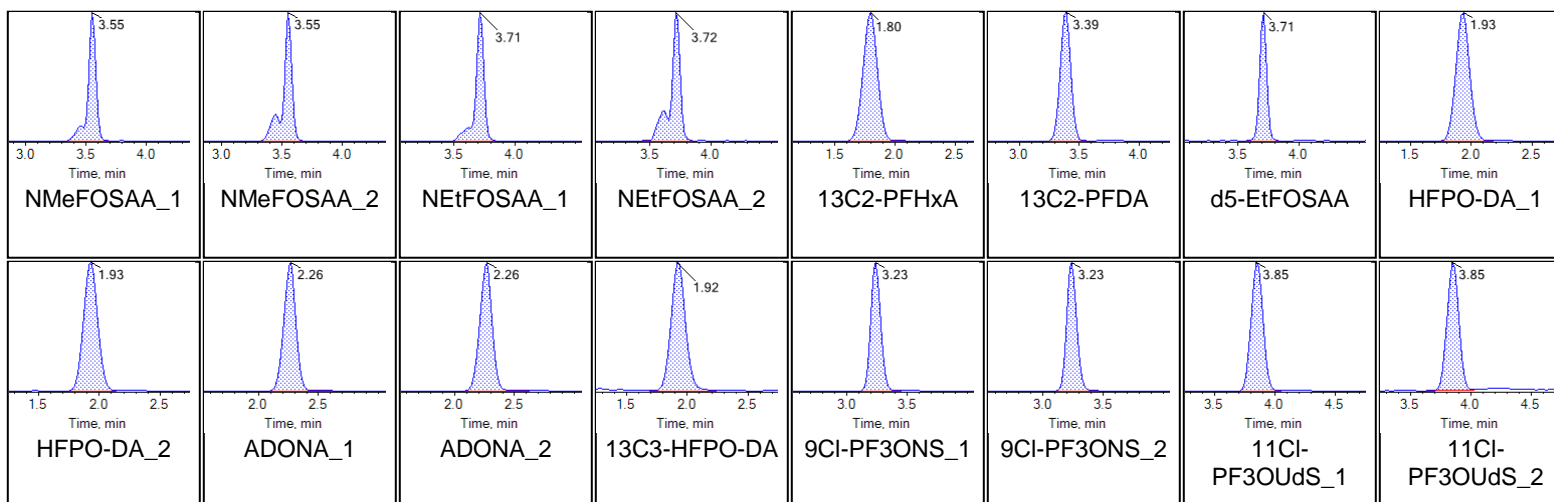 3.55 3.55 3.71 3.72 1.80 3.39 3.71 1.93
3.0 3.5 4.0 3.0 3.5 4.0 3.5 4.0 3.5 4.0 1.5 2.0 2.5 3.0 3.5 4.0 3.5 4.0 1.5 2.0 2.5
Time, min Time, min Time, min Time, min Time, min Time, min Time, min Time, min
NMeFOSAA_1 NMeFOSAA_2 NEtFOSAA_1 NEtFOSAA_2 13C2-PFHxA 13C2-PFDA d5-EtFOSAA HFPO-DA_1
1.93 2.26 2.26 1.92 3.23 3.23 3.85 3.85
1.5 2.0 2.5 2.0 2.5 2.0 2.5 1.5 2.0 2.5 3.0 3.5 3.0 3.5 3.5 4.0 4.5 3.5 4.0 4.5
Time, min Time, min Time, min Time, min Time, min Time, min Time, min Time, min
HFPO-DA_2 ADONA_1 ADONA_2 13C3-HFPO-DA 9Cl-PF3ONS_1 9Cl-PF3ONS_2 11Cl- 11Cl-
PF3OUdS_1 PF3OUdS_2